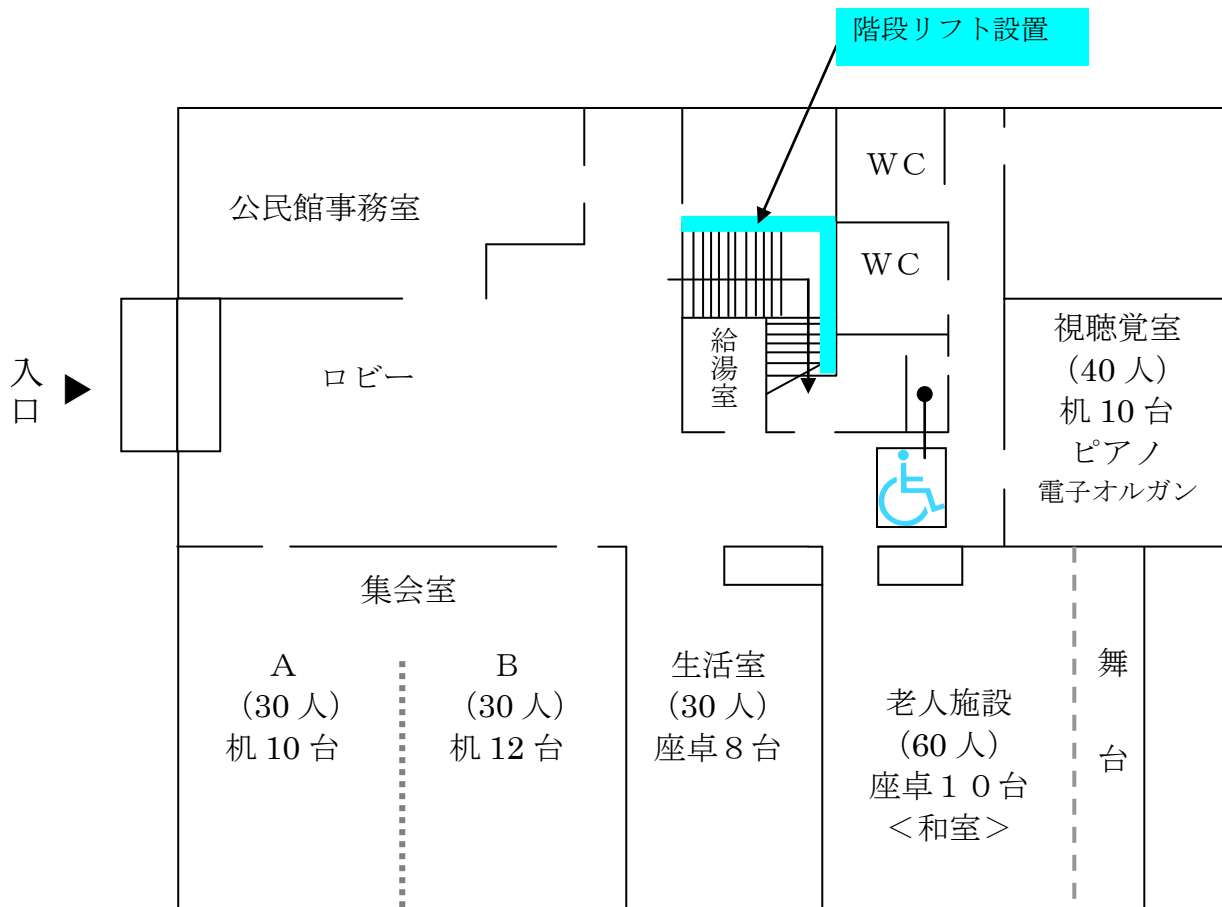 階段リフト設置
ＷＣ
公民館事務室
ＷＣ
入口
ロビー
給湯室
視聴覚室
（40 人）
机 10 台
ピアノ
電子オルガン
集会室
Ａ
（30 人）
机 10 台
Ｂ
（30 人）
机 12 台
生活室
（30 人）
座卓８台
老人施設
（60 人）
座卓１０台
＜和室＞
舞台